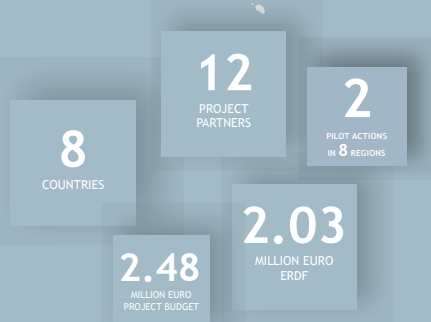 12
PROJECT
PARTNERS
2
PILOT ACTIONS
IN 8 REGIONS
8
COUNTRIES
2.03
MILLION EURO
ERDF
2.48
MILLION EURO
PROJECT BUDGET